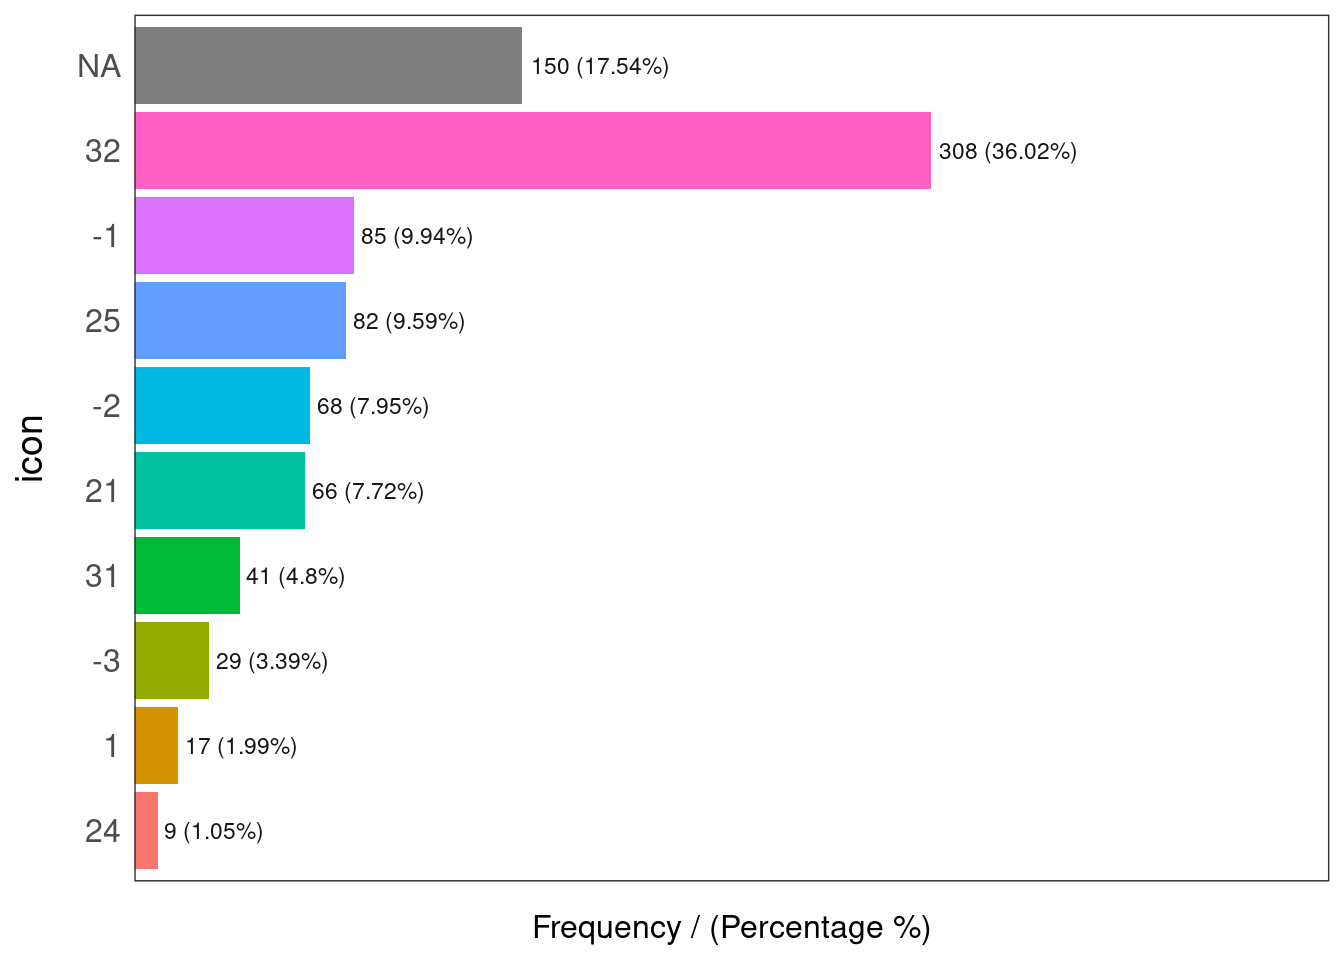 NA 150 (17.54%)
32 308 (36.02%)
-1 85 (9.94%)
25 82 (9.59%)
-2 68 (7.95%)
21 66 (7.72%)
31 41 (4.8%)
-3 29 (3.39%)
1 17 (1.99%)
24 9 (1.05%)
icon
Frequency / (Percentage %)